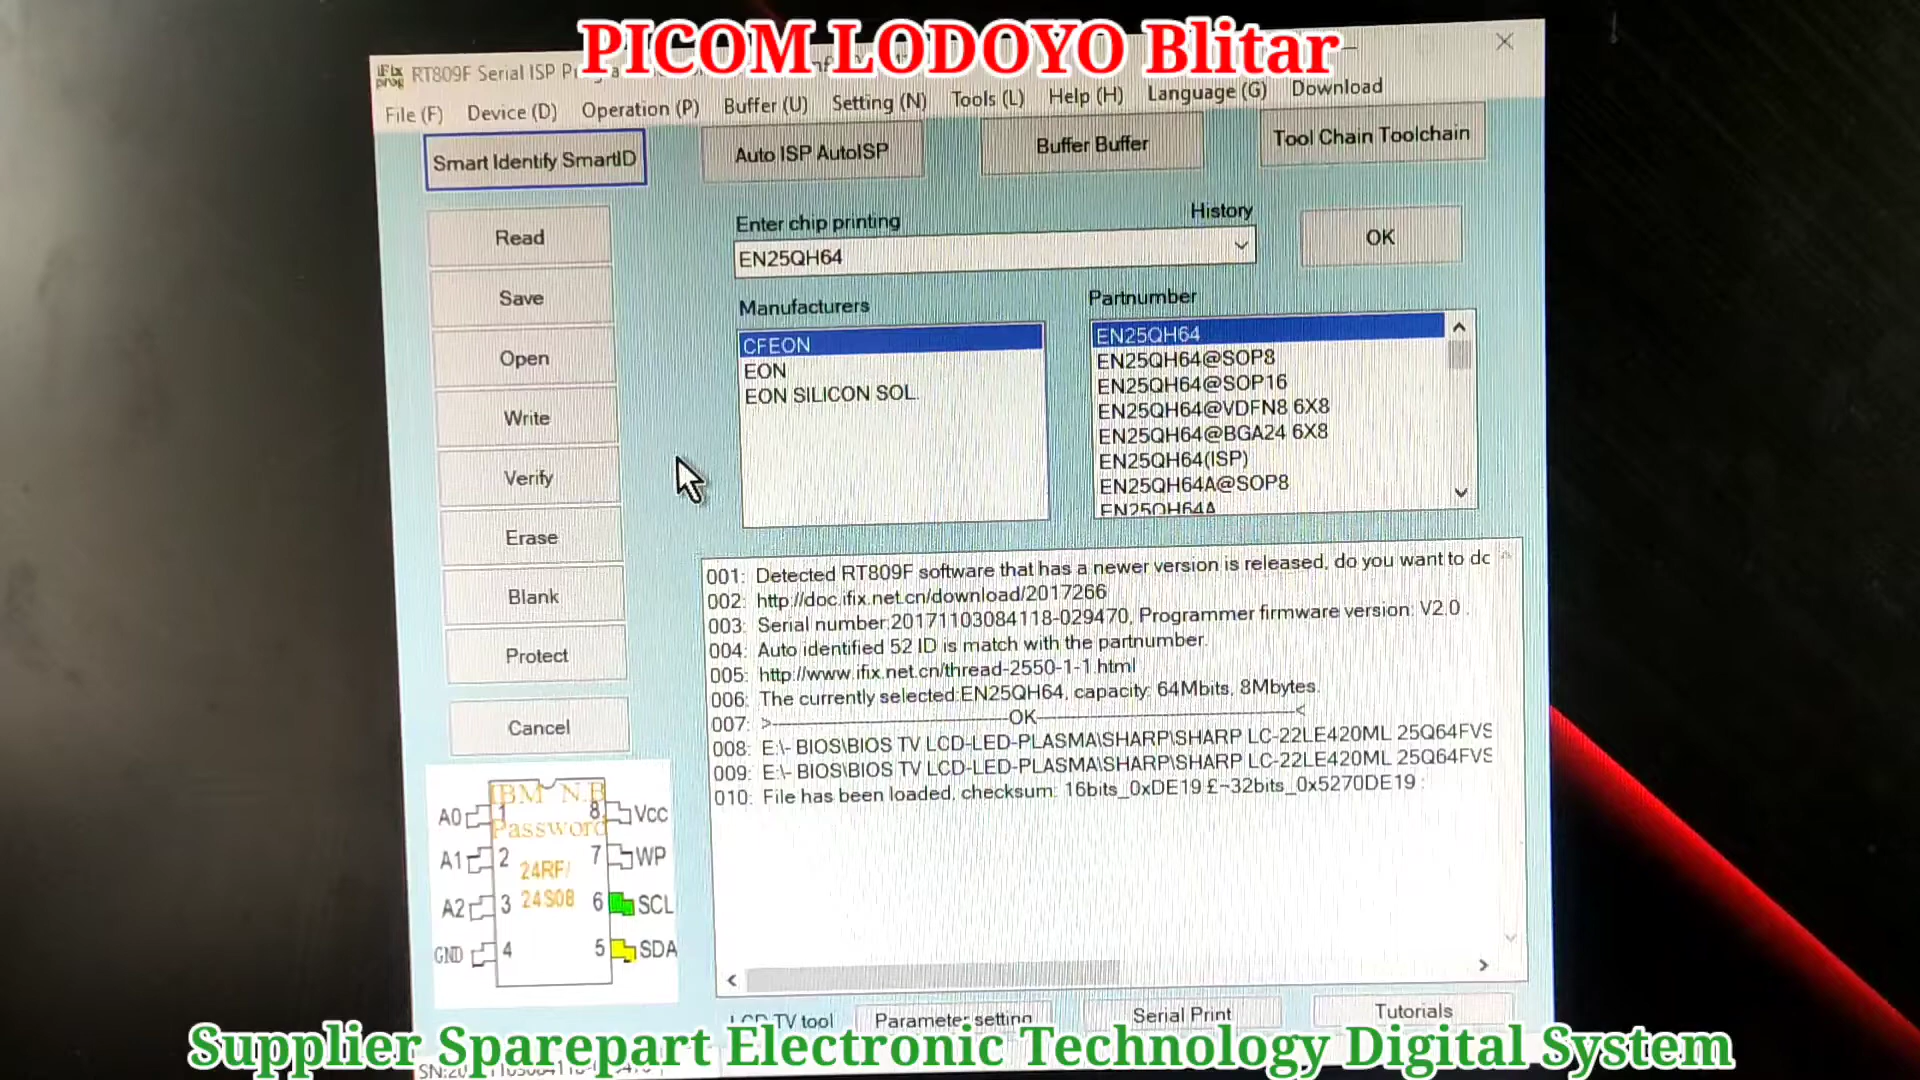 PICOM LODOYO Blitar
iFix prog RT809F Serial ISP
File (F) Device (D) Operation (P) Buffer (U) Setting (N) Tools (L) Help (H) Language (G) Download
Smart Identify SmartID
Auto ISP AutoISP
Buffer Buffer
Tool Chain Toolchain
Read
Save
Open
Write
Verify
Erase
Blank
Protect
Cancel
Enter chip printing
History
EN25QH64
OK
Manufacturers
CFEON
EON
EON SILICON SOL.
Partnumber
EN25QH64
EN25QH64@SOP8
EN25QH64@SOP16
EN25QH64@VDFN8 6X8
EN25QH64@BGA24 6X8
EN25QH64(ISP)
EN25QH64A@SOP8
EN25QH64A
001: Detected RT809F software that has a newer version is released, do you want to dc
002: http://doc.ifix.net.cn/download/2017266
003: Serial number:20171103084118-029470, Programmer firmware version: V2.0 .
004: Auto identified 52 ID is match with the partnumber.
005: http://www.ifix.net.cn/thread-2550-1-1.html
006: The currently selected:EN25QH64, capacity: 64Mbits, 8Mbytes.
007: >----------------------------OK----------------------------<
008: E:\- BIOS\BIOS TV LCD-LED-PLASMA\SHARP\SHARP LC-22LE420ML 25Q64FVS
009: E:\- BIOS\BIOS TV LCD-LED-PLASMA\SHARP\SHARP LC-22LE420ML 25Q64FVS
010: File has been loaded, checksum: 16bits_0xDE19 £¬32bits_0x5270DE19 :
IBM N.B
Password
24RF/
24S08
A0 1 8 Vcc
A1 2 7 WP
A2 3 6 SCL
GND 4 5 SDA
LCD TV tool
Parameter setting
Serial Print
Tutorials
Supplier Sparepart Electronic Technology Digital System